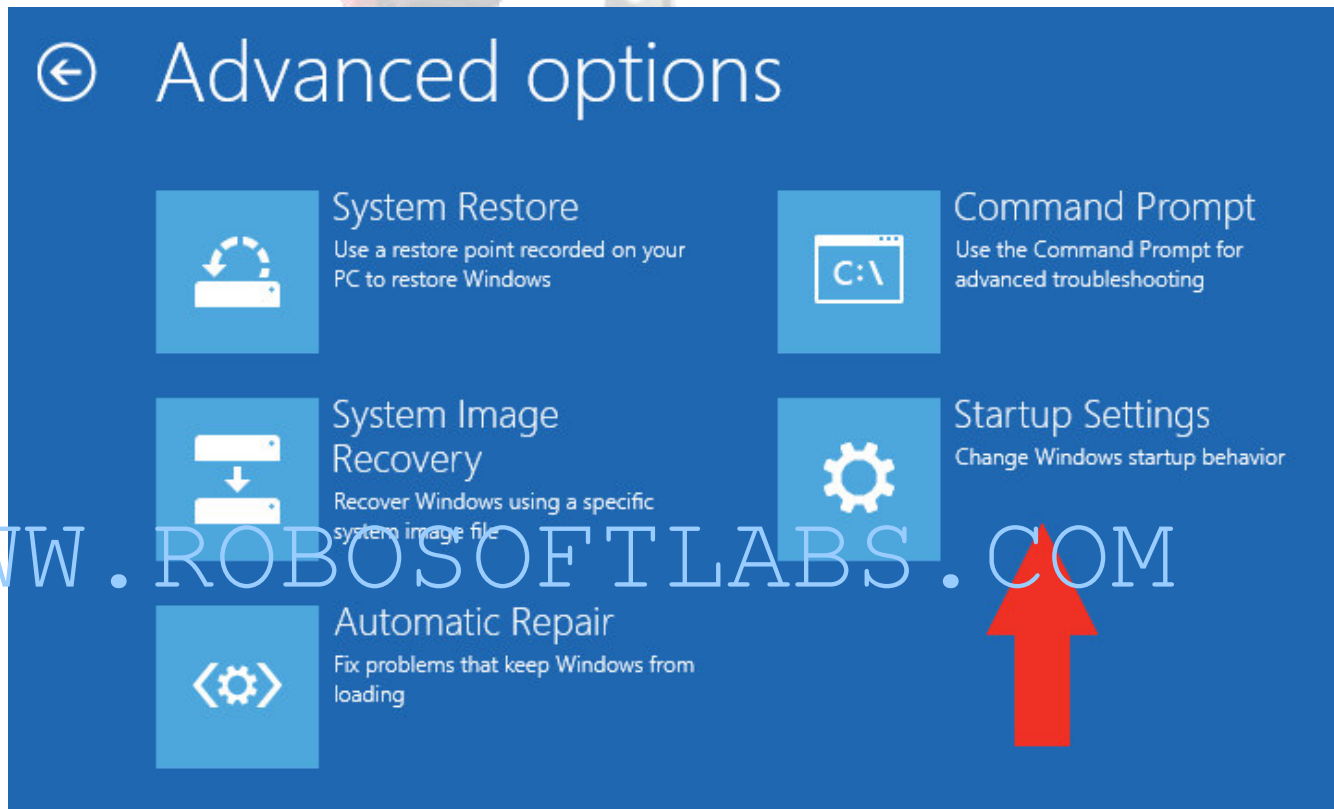 Advanced options
System Restore
Use a restore point recorded on your
PC to restore Windows
Command Prompt
Use the Command Prompt for
advanced troubleshooting
C:\
System Image
Recovery
Recover Windows using a specific
system image file
Startup Settings
Change Windows startup behavior
W.ROBOSOFTLABS.COM
Automatic Repair
Fix problems that keep Windows from
loading